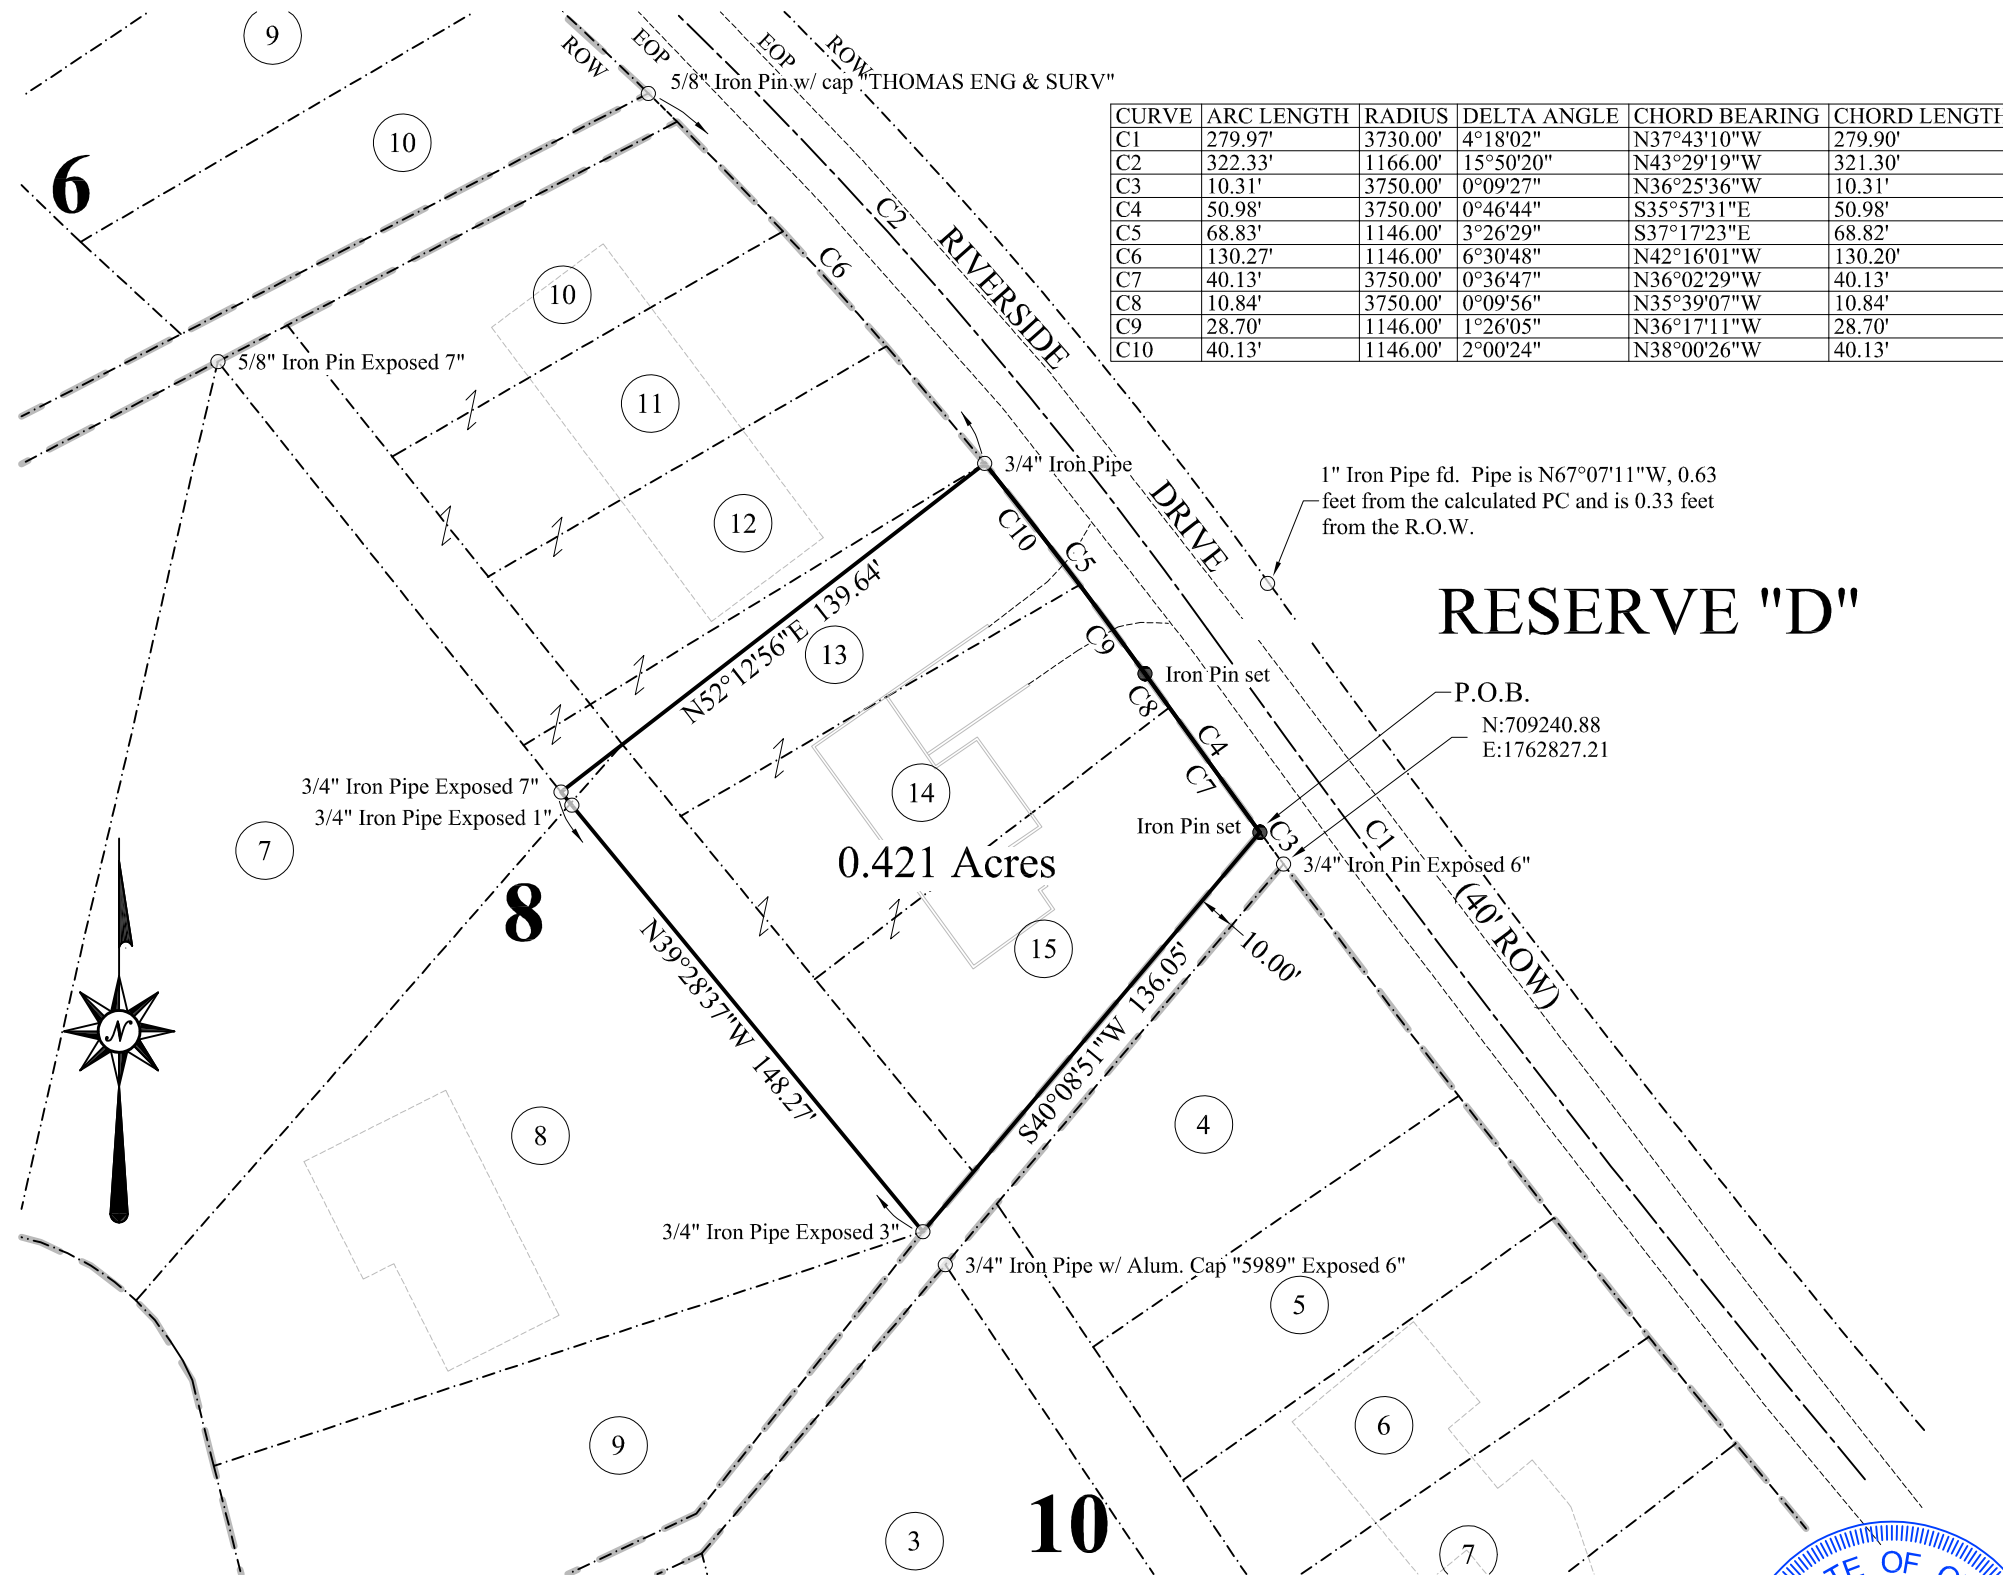 9
ROW
EOP
EOP
ROW
5/8" Iron Pin w/ cap "THOMAS ENG & SURV"
10
6
CURVE ARC LENGTH RADIUS DELTA ANGLE CHORD BEARING CHORD LENGTH
C1 279.97' 3730.00' 4°18'02" N37°43'10"W 279.90'
C2 322.33' 1166.00' 15°50'20" N43°29'19"W 321.30'
C3 10.31' 3750.00' 0°09'27" N36°25'36"W 10.31'
C4 50.98' 3750.00' 0°46'44" S35°57'31"E 50.98'
C5 68.83' 1146.00' 3°26'29" S37°17'23"E 68.82'
C6 130.27' 1146.00' 6°30'48" N42°16'01"W 130.20'
C7 40.13' 3750.00' 0°36'47" N36°02'29"W 40.13'
C8 10.84' 3750.00' 0°09'56" N35°39'07"W 10.84'
C9 28.70' 1146.00' 1°26'05" N36°17'11"W 28.70'
C10 40.13' 1146.00' 2°00'24" N38°00'26"W 40.13'
C2
C6
RIVERSIDE DRIVE
10
5/8" Iron Pin Exposed 7"
11
3/4" Iron Pipe
1" Iron Pipe fd. Pipe is N67°07'11"W, 0.63
feet from the calculated PC and is 0.33 feet
from the R.O.W.
12
C10
C5
RESERVE "D"
N52°12'56"E 139.64'
13
C9
Iron Pin set
C8
P.O.B.
N:709240.88
E:1762827.21
C4
C7
3/4" Iron Pipe Exposed 7"
3/4" Iron Pipe Exposed 1"
14
Iron Pin set
C3
C1
7
0.421 Acres
3/4" Iron Pin Exposed 6"
8
(40' ROW)
N39°28'37"W 148.27'
15
10.00'
S40°08'51"W 136.05'
N
8
4
3/4" Iron Pipe Exposed 3"
3/4" Iron Pipe w/ Alum. Cap "5989" Exposed 6"
5
9
6
10
3
7
TE OF O